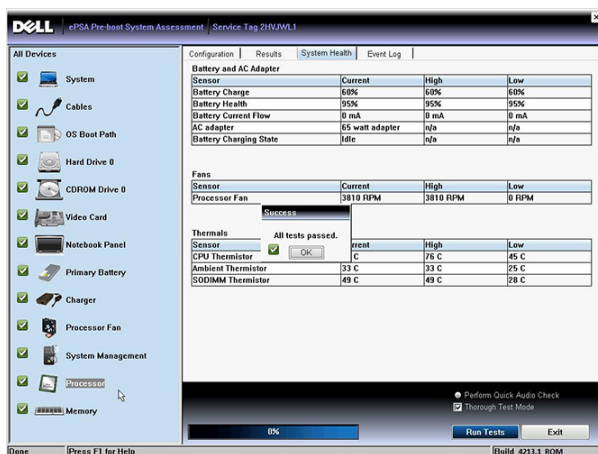 DELL ePSA Pre-boot System Assessment Service Tag 2HVJWL1
All Devices
System
Cables
OS Boot Path
Hard Drive 0
CDROM Drive 0
Video Card
Notebook Panel
Primary Battery
Charger
Processor Fan
System Management
Processor
Memory
Configuration Results System Health Event Log
Battery and AC Adapter
Sensor Current High Low
Battery Charge 60% 60% 60%
Battery Health 95% 95% 95%
Battery Current Flow 0 mA 0 mA 0 mA
AC adapter 65 watt adapter n/a n/a
Battery Charging State Idle n/a n/a
Fans
Sensor Current High Low
Processor Fan 3810 RPM 3810 RPM 0 RPM
Success
All tests passed.
OK
Thermals
Sensor rrent High Low
CPU Thermistor C 76 C 45 C
Ambient Thermistor 33 C 33 C 25 C
SODIMM Thermistor 49 C 49 C 28 C
Perform Quick Audio Check
Thorough Test Mode
0% Run Tests Exit
Done Press F1 for Help Build 4213.1 ROM